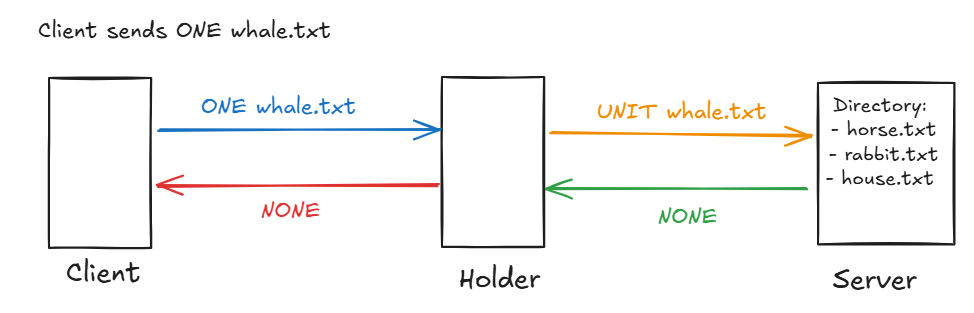 Client sends ONE whale.txt
ONE whale.txt
UNIT whale.txt
Directory:
- horse.txt
- rabbit.txt
- house.txt
NONE
NONE
Client
Holder
Server